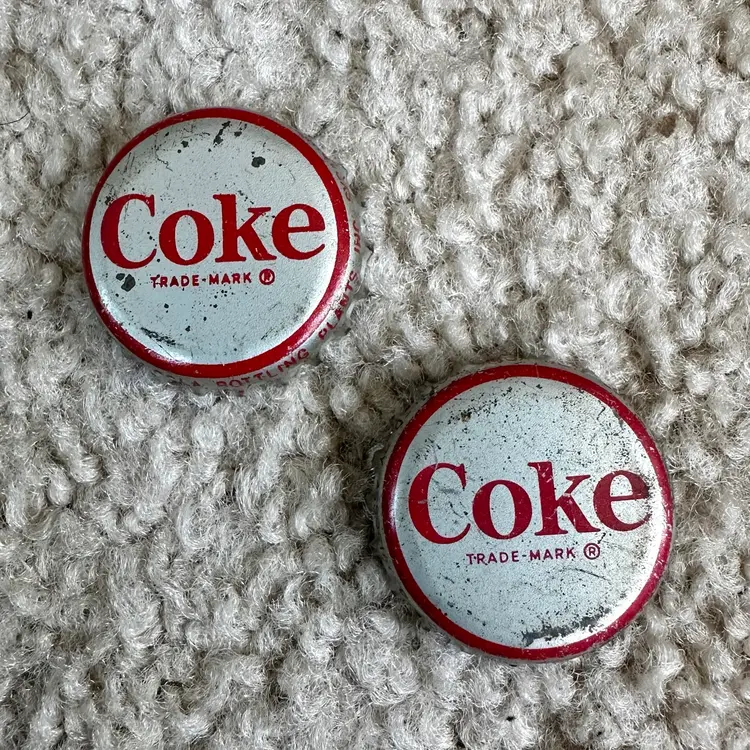 Coke
TRADE-MARK ®
BOTTLING PLANTS INC.
Coke
TRADE-MARK ®